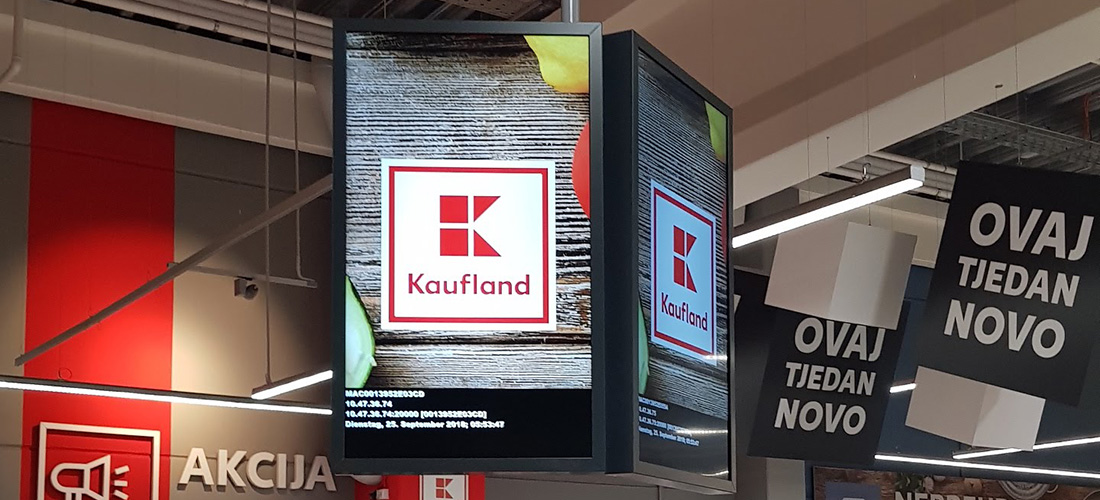 Kaufland
MAC0013952E03CD
10.47.36.74
10.47.36.74:20000 [0013952E03CD]
Dienstag, 25. September 2018; 05:53:47
Kaufland
OVAJ
TJEDAN
NOVO
OVAJ
TJEDAN
NOVO
AKCIJA